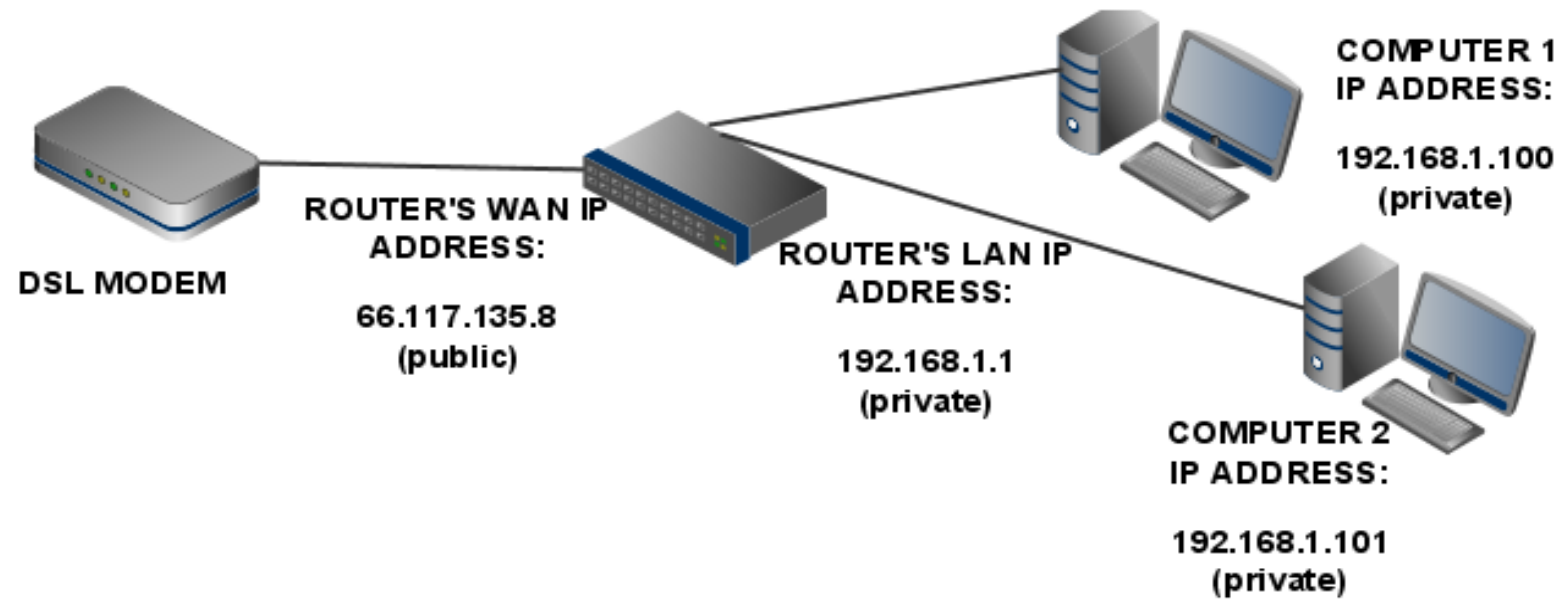 DSL MODEM
ROUTER'S WAN IP
ADDRESS:
66.117.135.8
(public)
ROUTER'S LAN IP
ADDRESS:
192.168.1.1
(private)
COMPUTER 1
IP ADDRESS:
192.168.1.100
(private)
COMPUTER 2
IP ADDRESS:
192.168.1.101
(private)